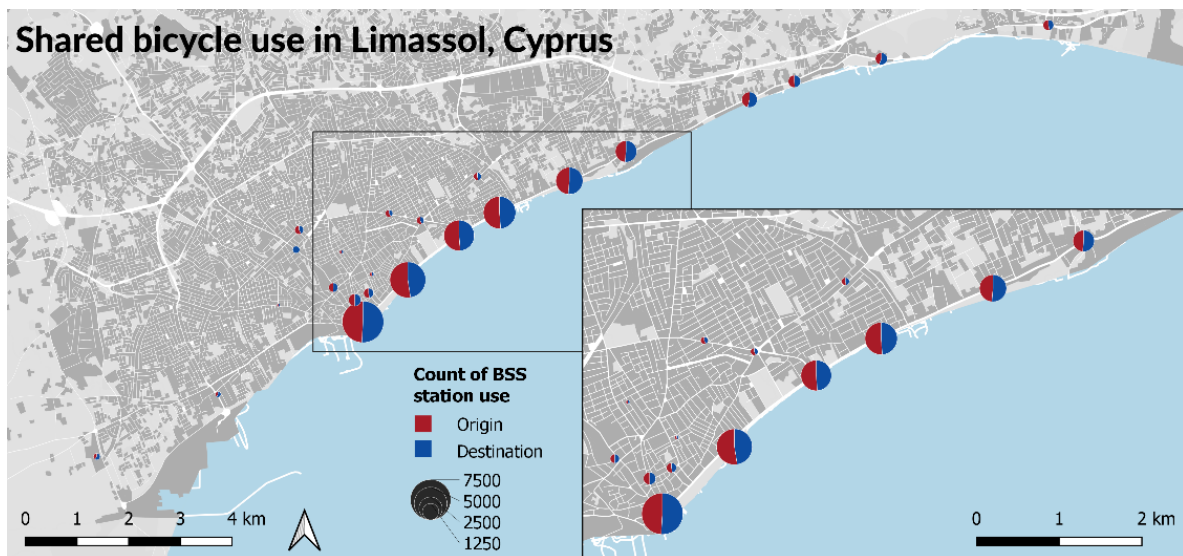 Shared bicycle use in Limassol, Cyprus
Count of BSS
station use
Origin
Destination
7500
5000
2500
1250
0 1 2 3 4 km
0 1 2 km